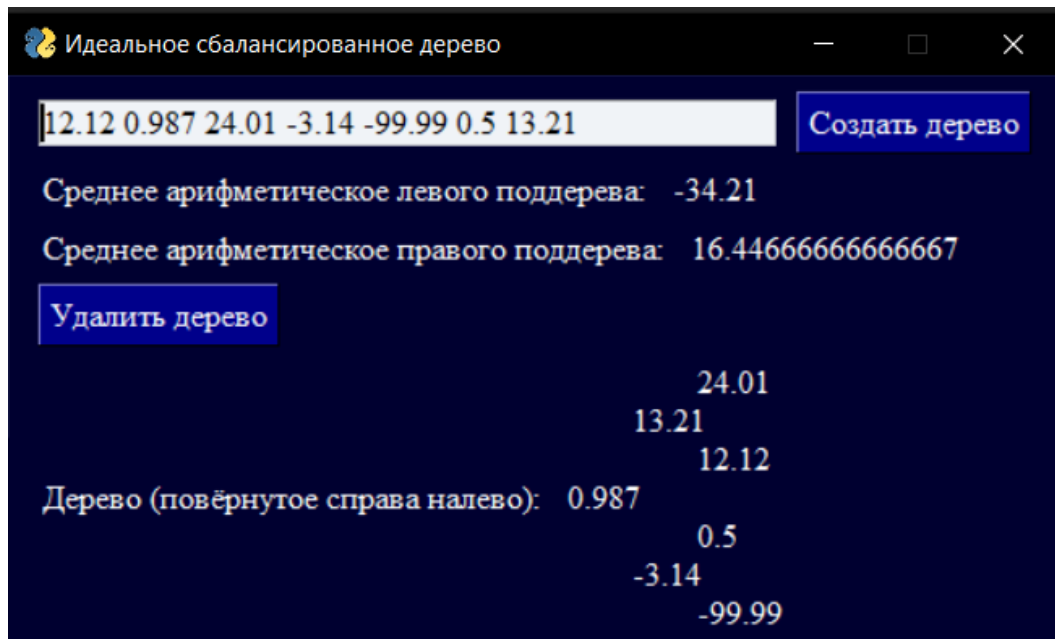 Идеальное сбалансированное дерево
12.12 0.987 24.01 -3.14 -99.99 0.5 13.21
Создать дерево
Среднее арифметическое левого поддерева: -34.21
Среднее арифметическое правого поддерева: 16.44666666666667
Удалить дерево
24.01
13.21
12.12
Дерево (повёрнутое справа налево): 0.987
0.5
-3.14
-99.99